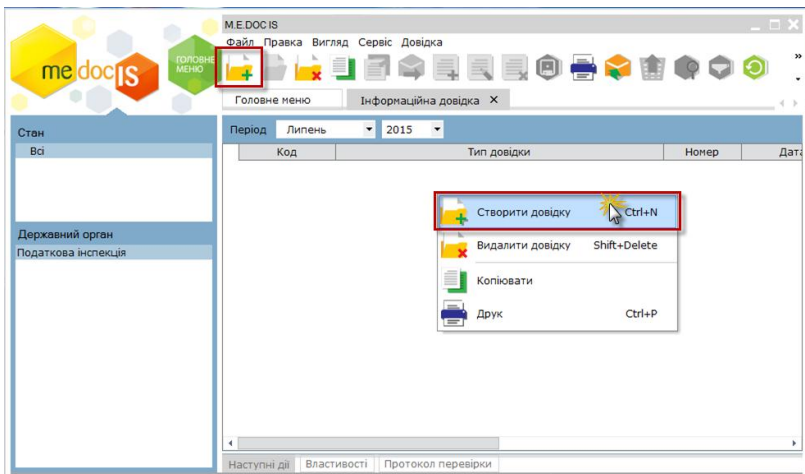 M.E.DOC IS
Файл Правка Вигляд Сервіс Довідка
me doc IS
ГОЛОВНЕ МЕНЮ
Головне меню Інформаційна довідка X
Стан
Всі
Період Липень 2015
Код Тип довідки Номер Дата
Створити довідку Ctrl+N
Видалити довідку Shift+Delete
Копіювати
Друк Ctrl+P
Державний орган
Податкова інспекція
Наступні дії Властивості Протокол перевірки